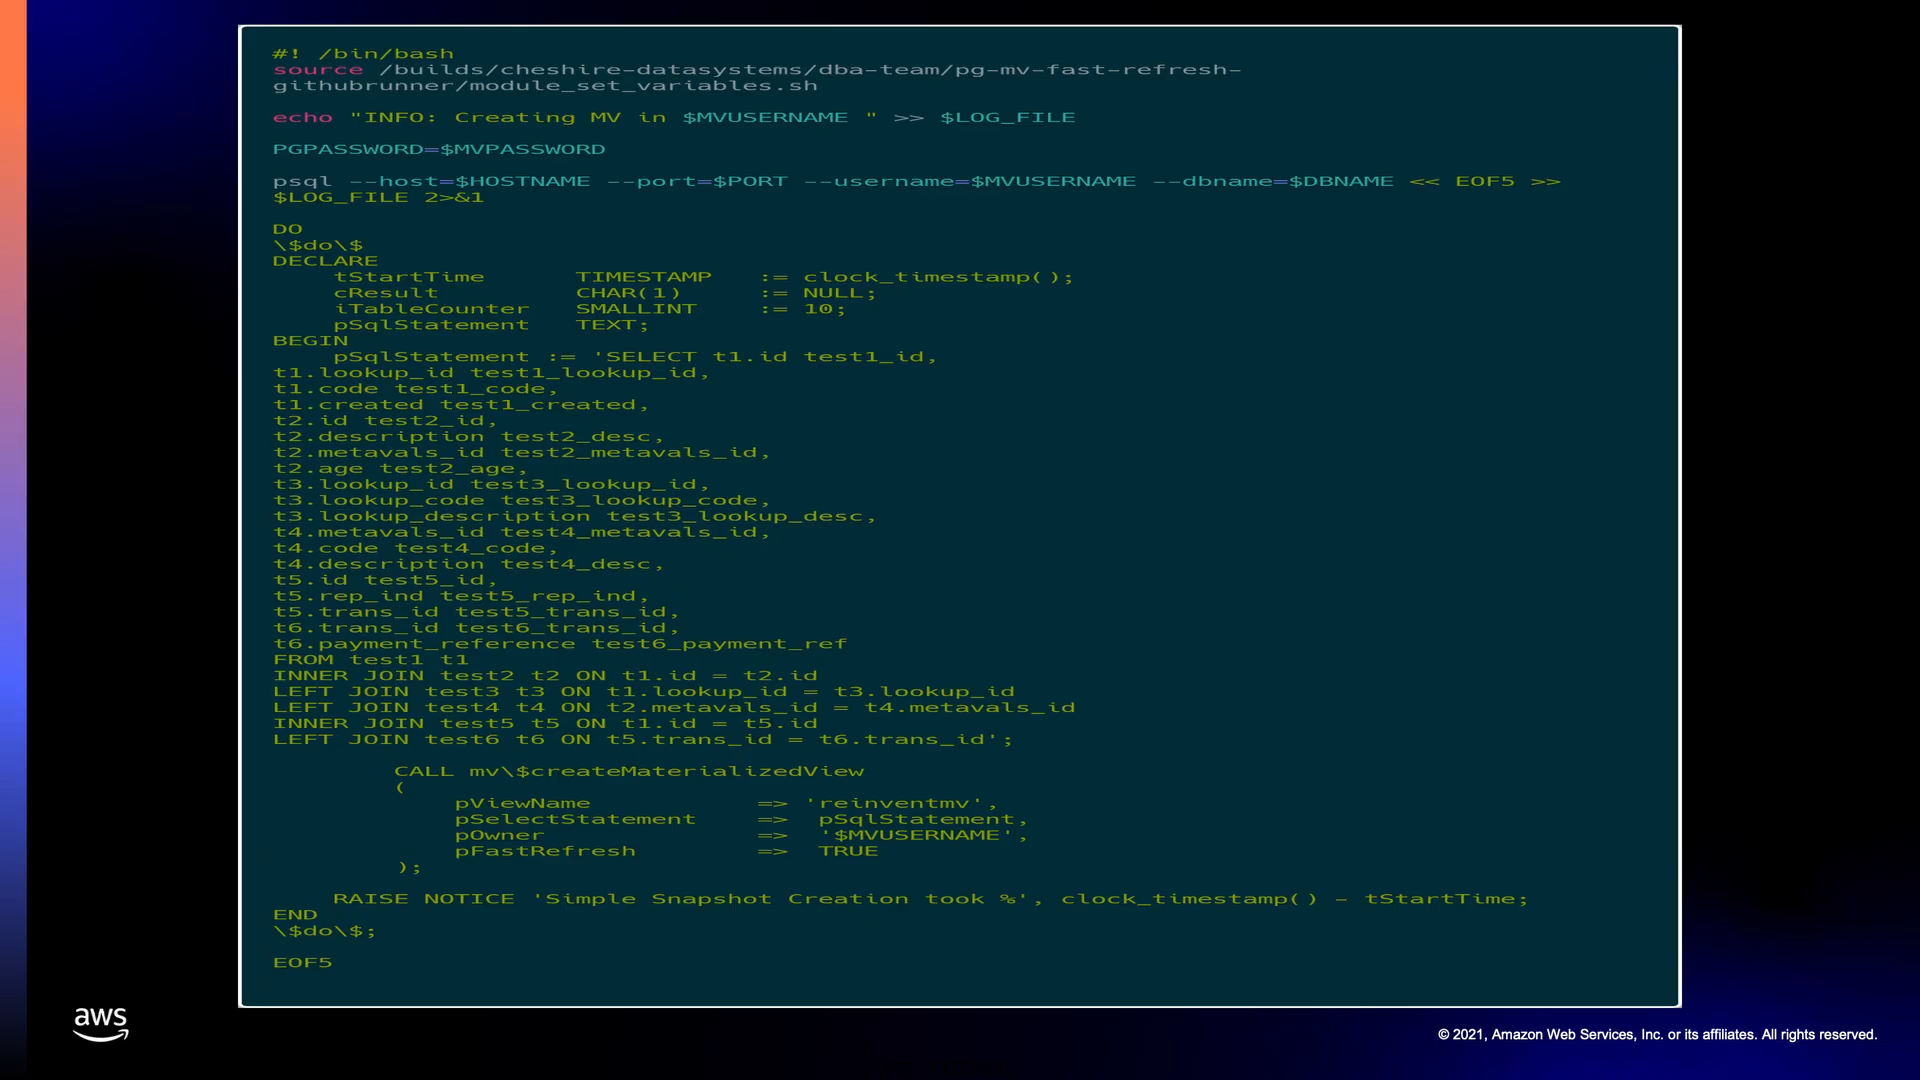 #! /bin/bash
source /builds/cheshire-datasystems/dba-team/pg-mv-fast-refresh-
githubrunner/module_set_variables.sh
echo "INFO: Creating MV in $MVUSERNAME " >> $LOG_FILE
PGPASSWORD=$MVPASSWORD
psql --host=$HOSTNAME --port=$PORT --username=$MVUSERNAME --dbname=$DBNAME << EOF5 >>
$LOG_FILE 2>&1
DO
\$do\$
DECLARE
tStartTime TIMESTAMP := clock_timestamp();
cResult CHAR(1) := NULL;
iTableCounter SMALLINT := 10;
pSqlStatement TEXT;
BEGIN
pSqlStatement := 'SELECT t1.id test1_id,
t1.lookup_id test1_lookup_id,
t1.code test1_code,
t1.created test1_created,
t2.id test2_id,
t2.description test2_desc,
t2.metavals_id test2_metavals_id,
t2.age test2_age,
t3.lookup_id test3_lookup_id,
t3.lookup_code test3_lookup_code,
t3.lookup_description test3_lookup_desc,
t4.metavals_id test4_metavals_id,
t4.code test4_code,
t4.description test4_desc,
t5.id test5_id,
t5.rep_ind test5_rep_ind,
t5.trans_id test5_trans_id,
t6.trans_id test6_trans_id,
t6.payment_reference test6_payment_ref
FROM test1 t1
INNER JOIN test2 t2 ON t1.id = t2.id
LEFT JOIN test3 t3 ON t1.lookup_id = t3.lookup_id
LEFT JOIN test4 t4 ON t2.metavals_id = t4.metavals_id
INNER JOIN test5 t5 ON t1.id = t5.id
LEFT JOIN test6 t6 ON t5.trans_id = t6.trans_id';
CALL mv\$createMaterializedView
(
pViewName => 'reinventmv',
pSelectStatement => pSqlStatement,
pOwner => '$MVUSERNAME',
pFastRefresh => TRUE
);
RAISE NOTICE 'Simple Snapshot Creation took %', clock_timestamp() - tStartTime;
END
\$do\$;
EOF5
aws
© 2021, Amazon Web Services, Inc. or its affiliates. All rights reserved.